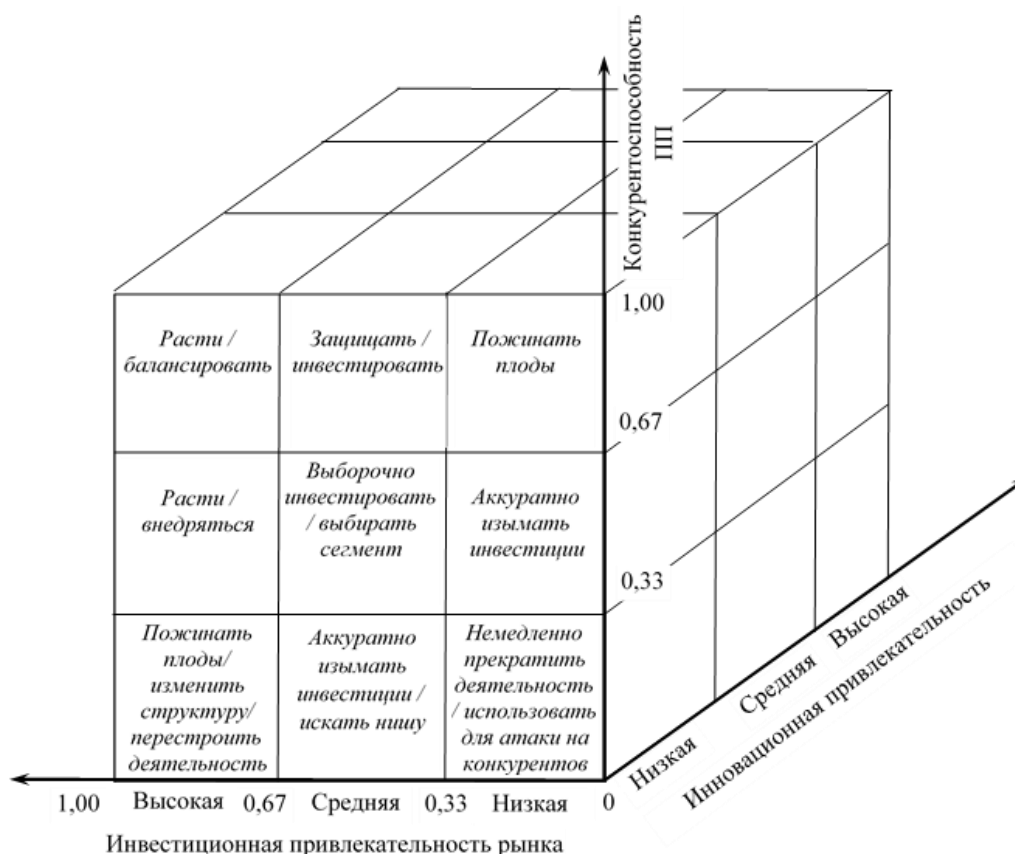 Конкурентоспособность
ПП
1,00
0,67
0,33
Расти /
балансировать
Защищать /
инвестировать
Пожинать
плоды
Расти /
внедряться
Выборочно
инвестировать
/ выбирать
сегмент
Аккуратно
изымать
инвестиции
Пожинать
плоды/
изменить
структуру/
перестроить
деятельность
Аккуратно
изымать
инвестиции /
искать нишу
Немедленно
прекратить
деятельность
/ использовать
для атаки на
конкурентов
1,00 Высокая 0,67 Средняя 0,33 Низкая 0
Инвестиционная привлекательность рынка
Низкая Средняя Высокая
Инновационная привлекательность